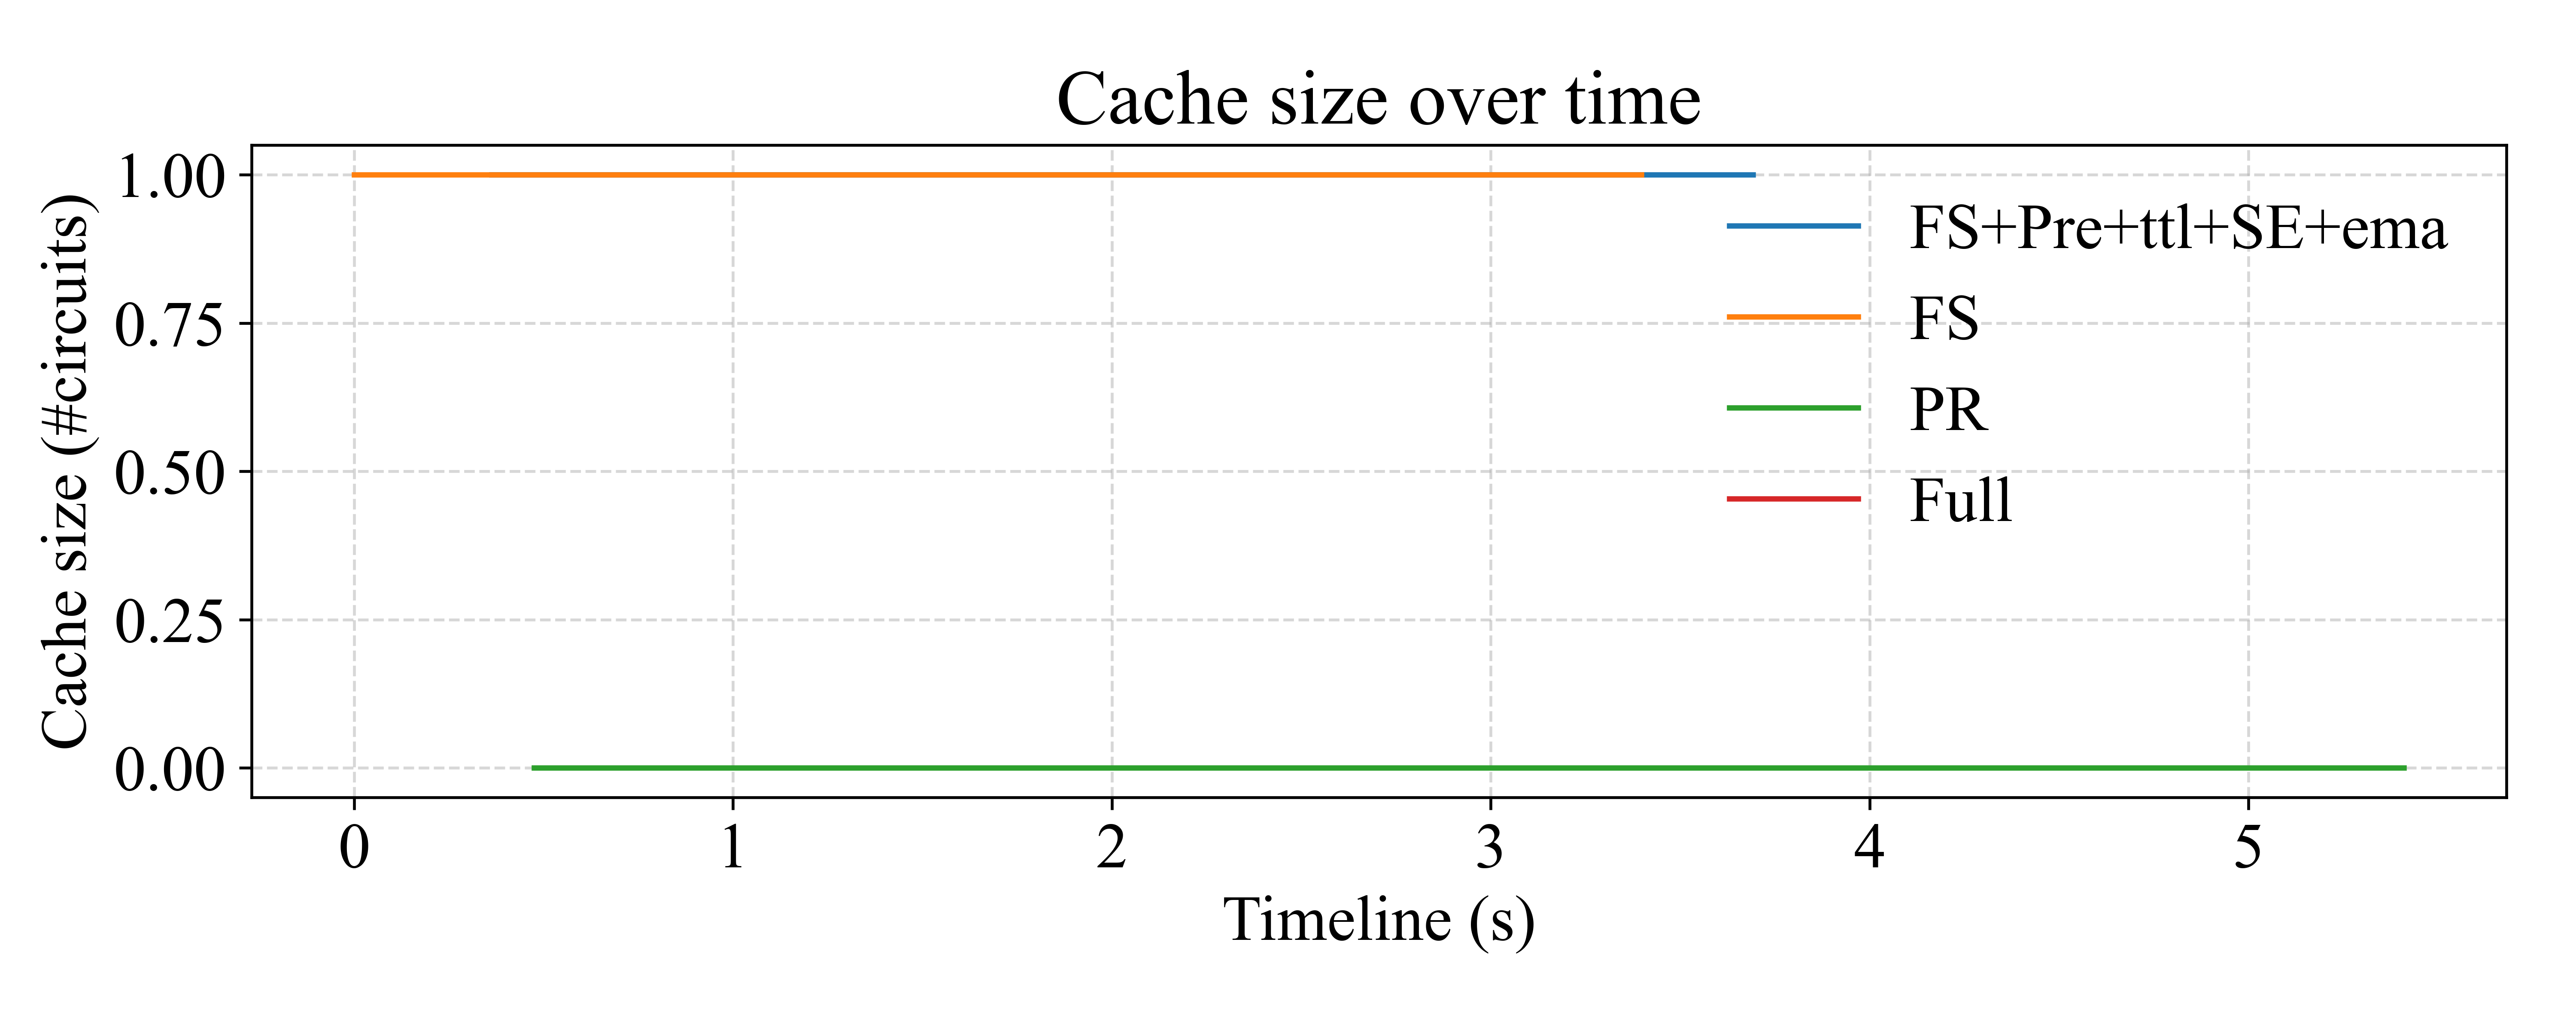 Cache size over time
Cache size (#circuits)
1.00
0.75
0.50
0.25
0.00
FS+Pre+ttl+SE+ema
FS
PR
Full
0 1 2 3 4 5
Timeline (s)